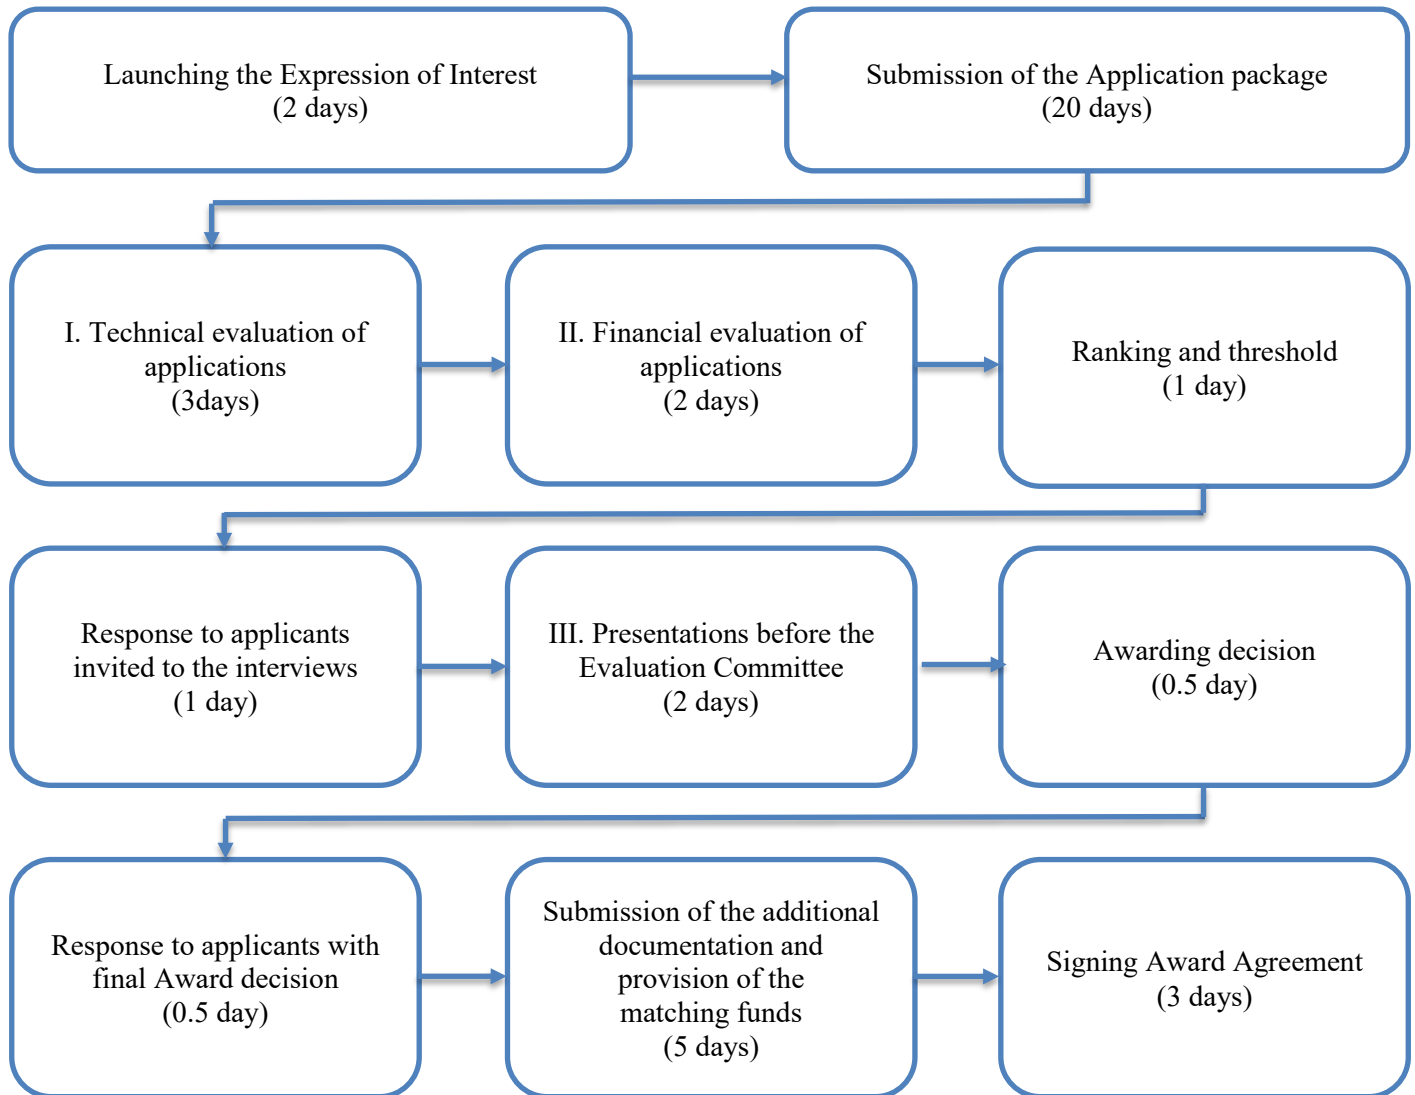 Launching the Expression of Interest
(2 days)
Submission of the Application package
(20 days)
I. Technical evaluation of
applications
(3days)
II. Financial evaluation of
applications
(2 days)
Ranking and threshold
(1 day)
Response to applicants
invited to the interviews
(1 day)
III. Presentations before the
Evaluation Committee
(2 days)
Awarding decision
(0.5 day)
Response to applicants with
final Award decision
(0.5 day)
Submission of the additional
documentation and
provision of the
matching funds
(5 days)
Signing Award Agreement
(3 days)